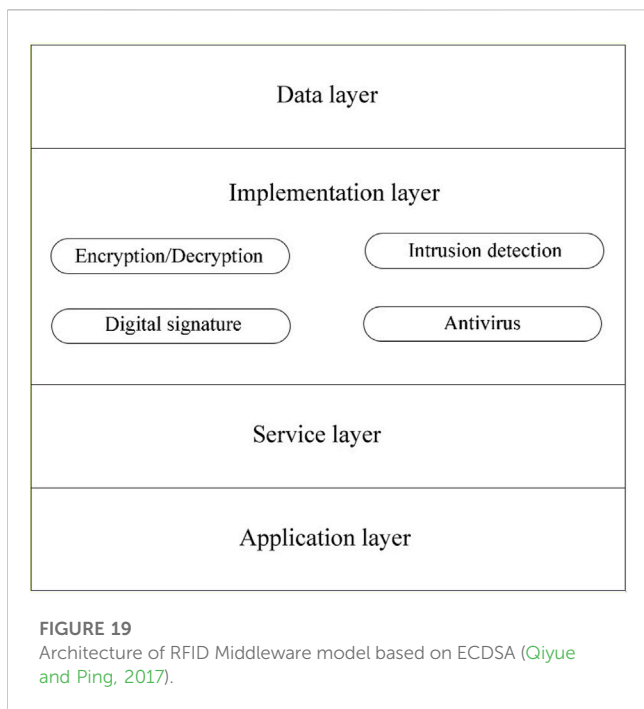 Data layer
Implementation layer
Encryption/Decryption
Intrusion detection
Digital signature
Antivirus
Service layer
Application layer
FIGURE 19
Architecture of RFID Middleware model based on ECDSA (Qiyue
and Ping, 2017).